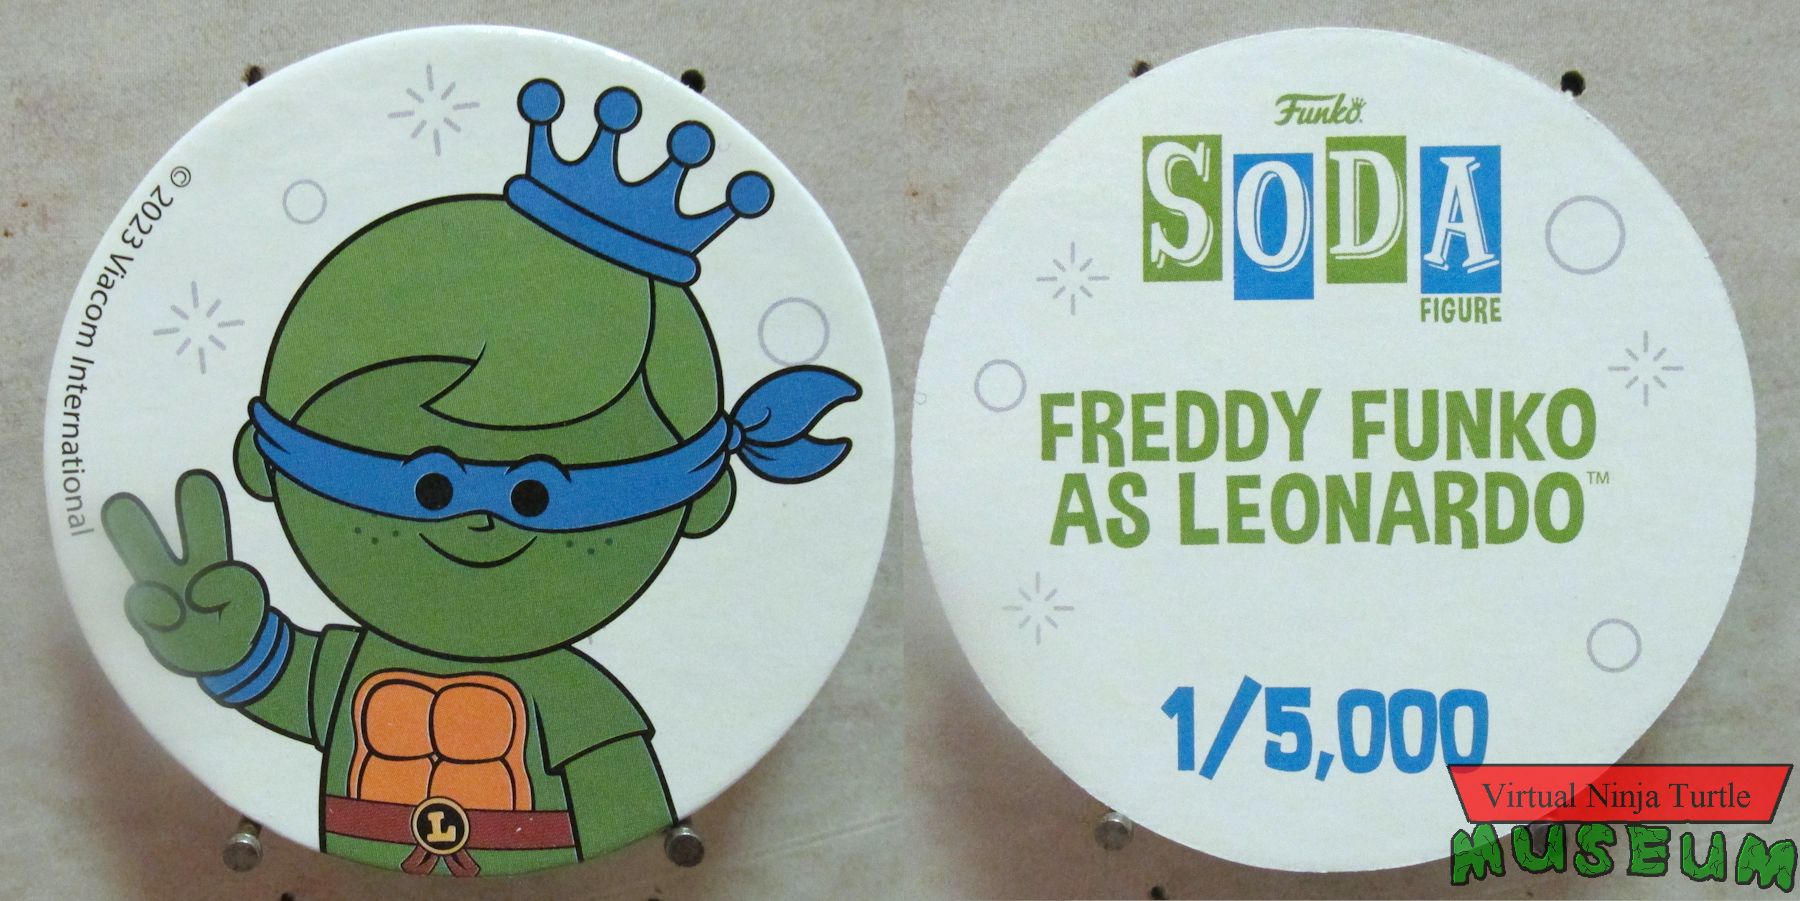 © 2023 Viacom International
L
Funko
SODA
FIGURE
FREDDY FUNKO
AS LEONARDO™
1/5,000
Virtual Ninja Turtle
MUSEUM